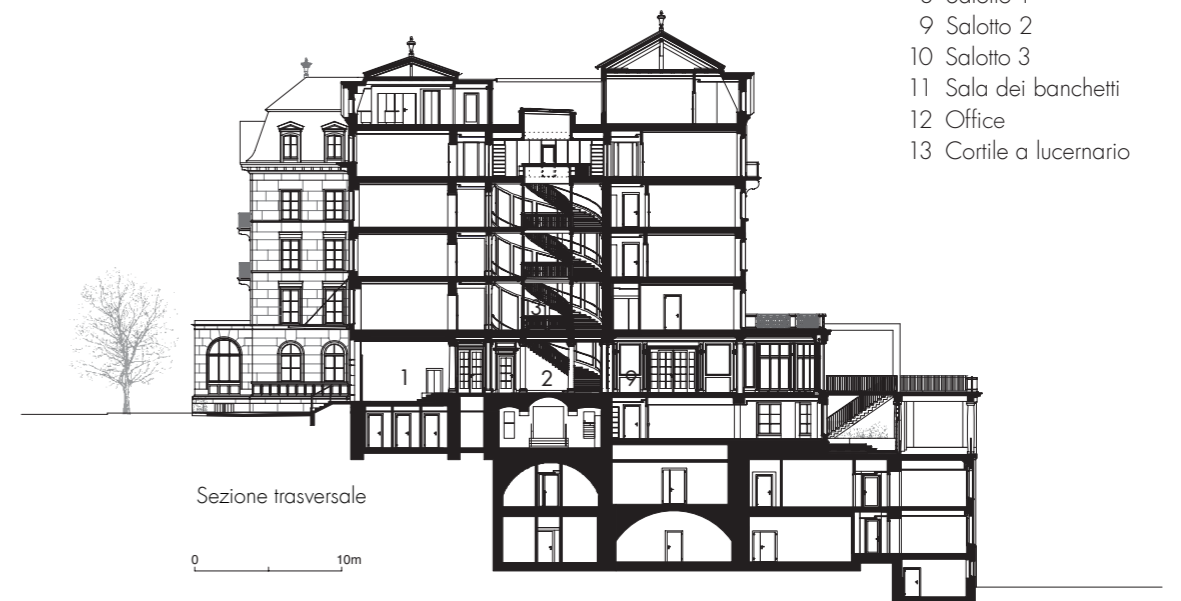 9 Salotto 2
10 Salotto 3
11 Sala dei banchetti
12 Office
13 Cortile a lucernario
3
1
2
9
Sezione trasversale
0
10m